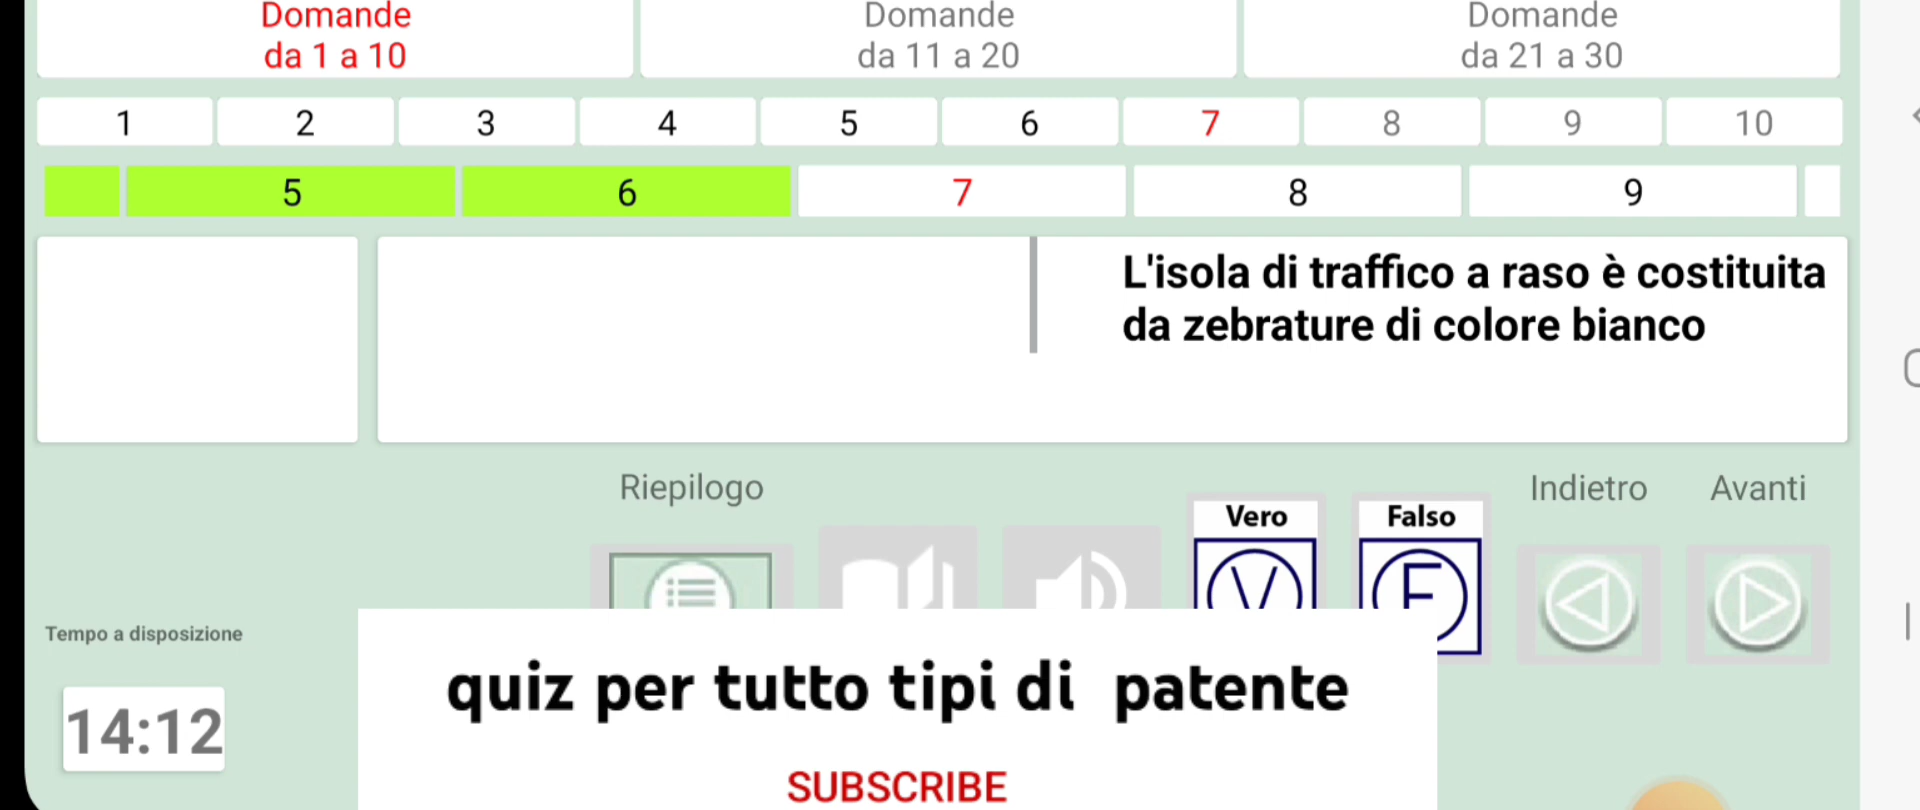 Domande
da 1 a 10
Domande
da 11 a 20
Domande
da 21 a 30
1 2 3 4 5 6 7 8 9 10
5 6 7 8 9
L'isola di traffico a raso è costituita
da zebrature di colore bianco
Riepilogo
Vero
V
Falso
F
Indietro
Avanti
Tempo a disposizione
14:12
quiz per tutto tipi di patente
SUBSCRIBE